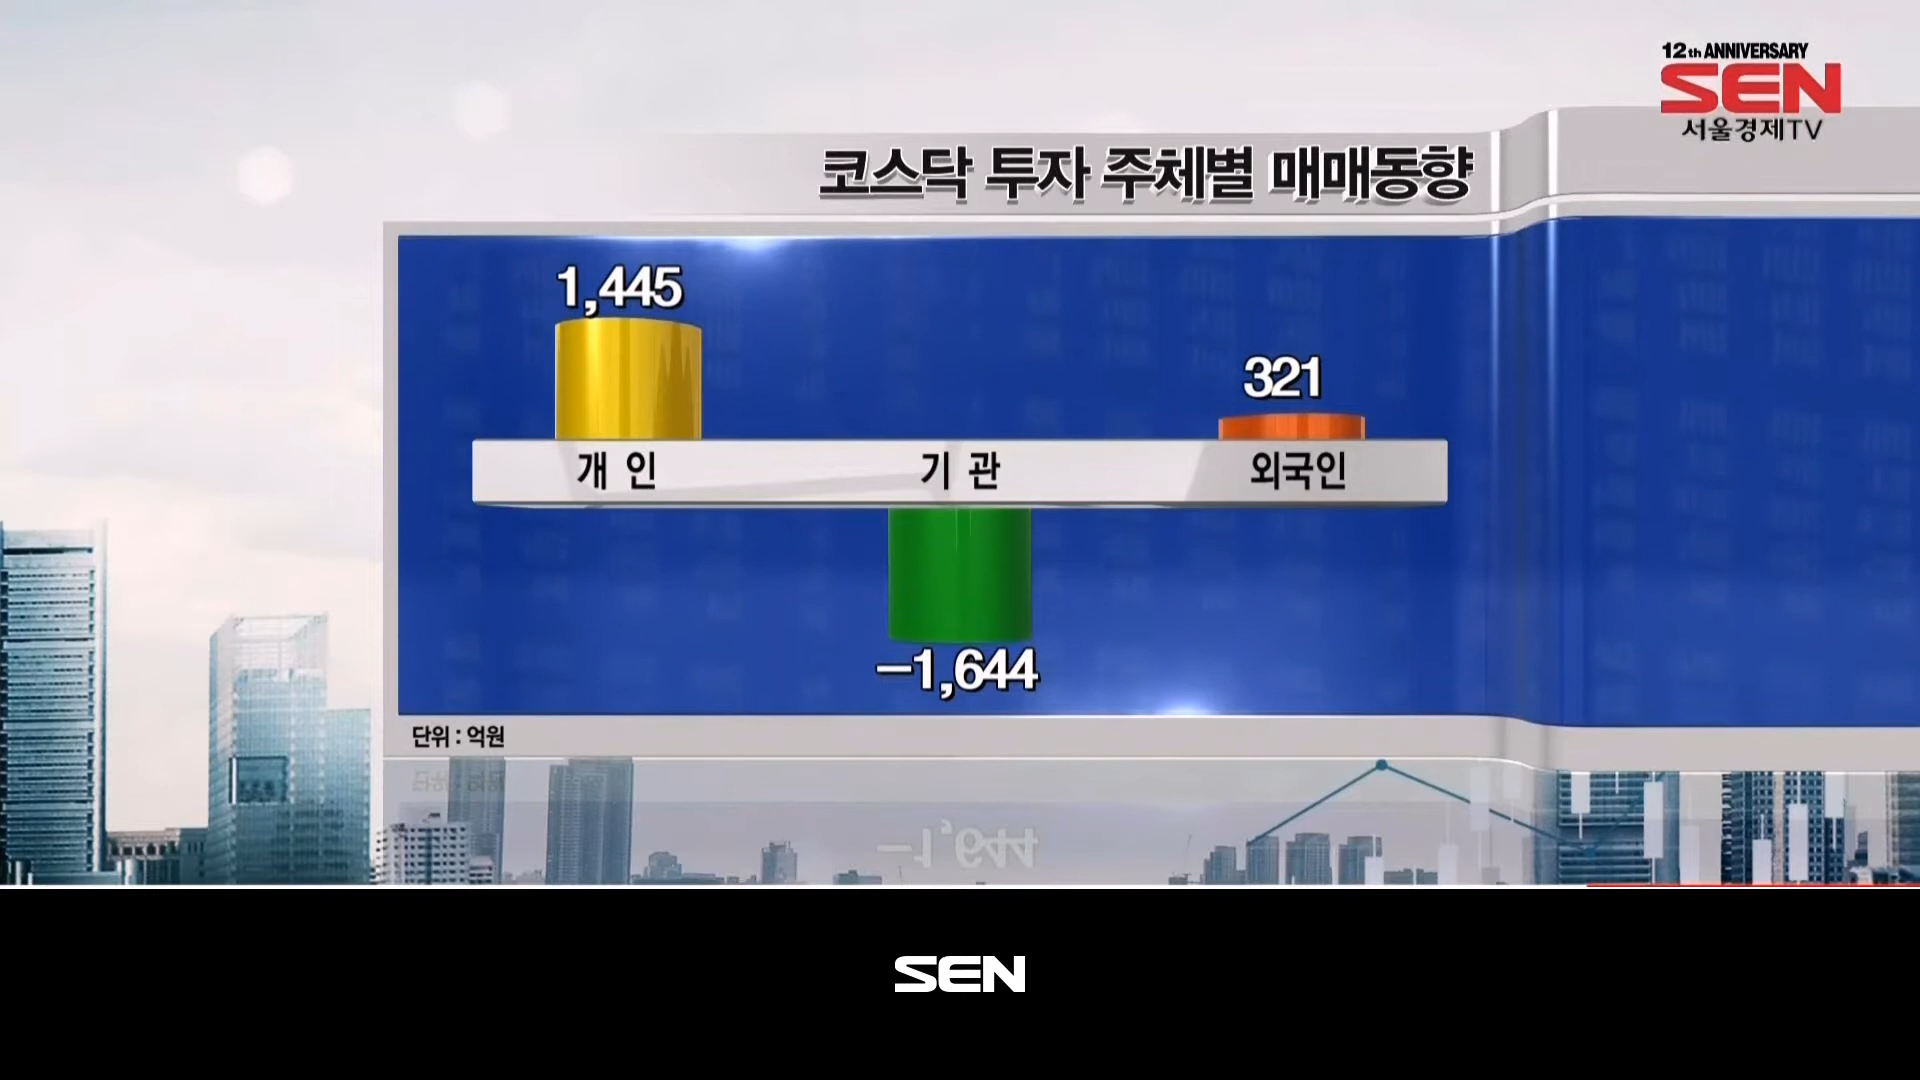 12th ANNIVERSARY
SEN
서울경제TV
코스닥 투자 주체별 매매동향
1,445
321
개 인
기 관
외국인
−1,644
단위 : 억원
SEN